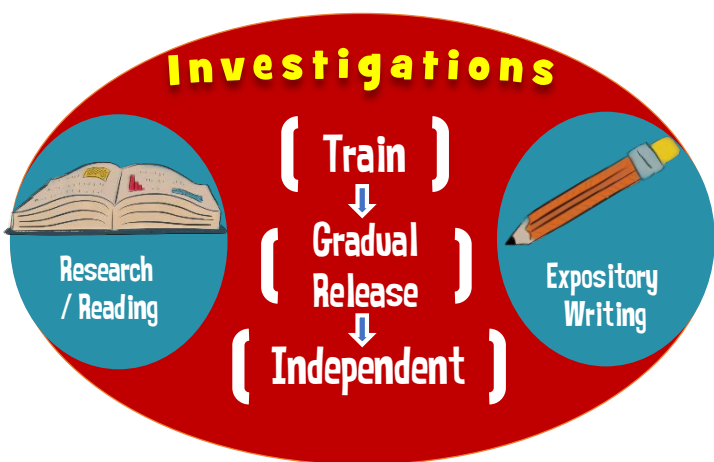 Investigations
Research
/ Reading
Train
Gradual
Release
Independent
Expository
Writing